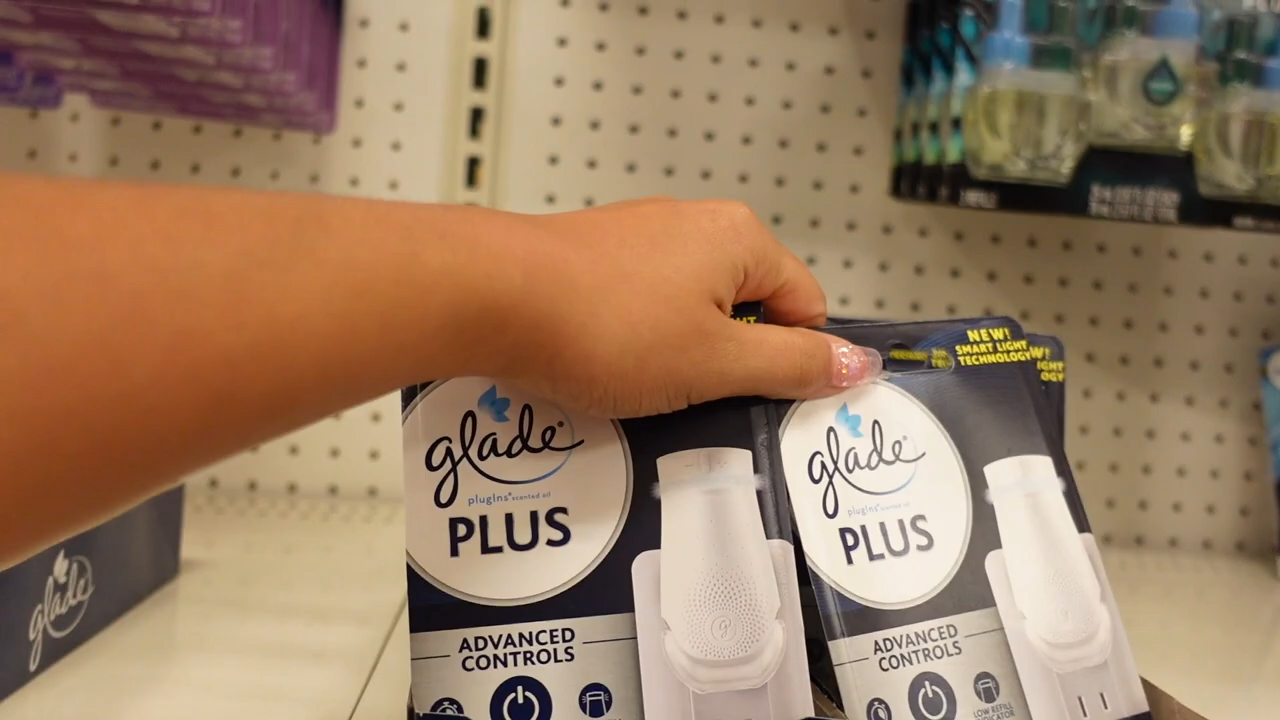 glade
plugIns® scented oil
PLUS
ADVANCED
CONTROLS
NEW!
SMART LIGHT
TECHNOLOGY
glade
plugIns® scented oil
PLUS
ADVANCED
CONTROLS
LOW REFILL
INDICATOR
glade